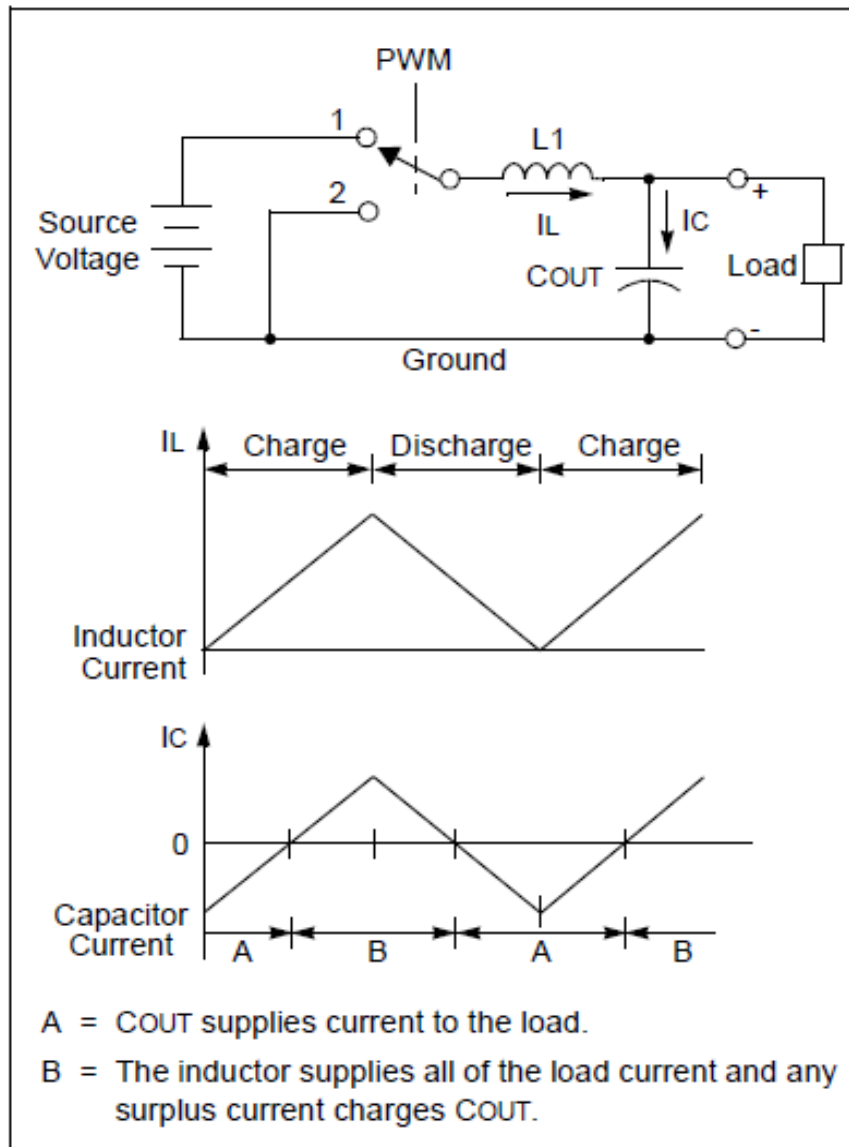 PWM
1
L1
2
Source
Voltage
IL
IC
+
COUT
Load
-
Ground
IL
Charge
Discharge
Charge
Inductor
Current
IC
0
Capacitor
Current
A
B
A
B
A = COUT supplies current to the load.
B = The inductor supplies all of the load current and any
surplus current charges COUT.